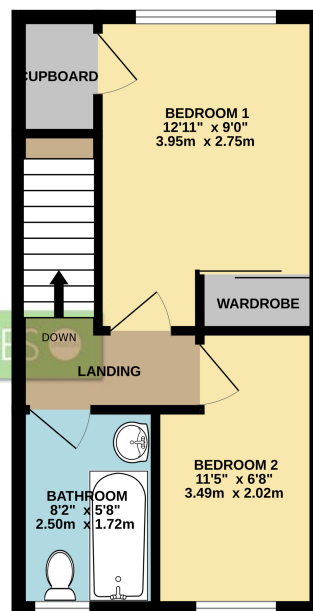 CUPBOARD
BEDROOM 1
12'11" x 9'0"
3.95m x 2.75m
WARDROBE
DOWN
LANDING
BEDROOM 2
11'5" x 6'8"
3.49m x 2.02m
BATHROOM
8'2" x 5'8"
2.50m x 1.72m